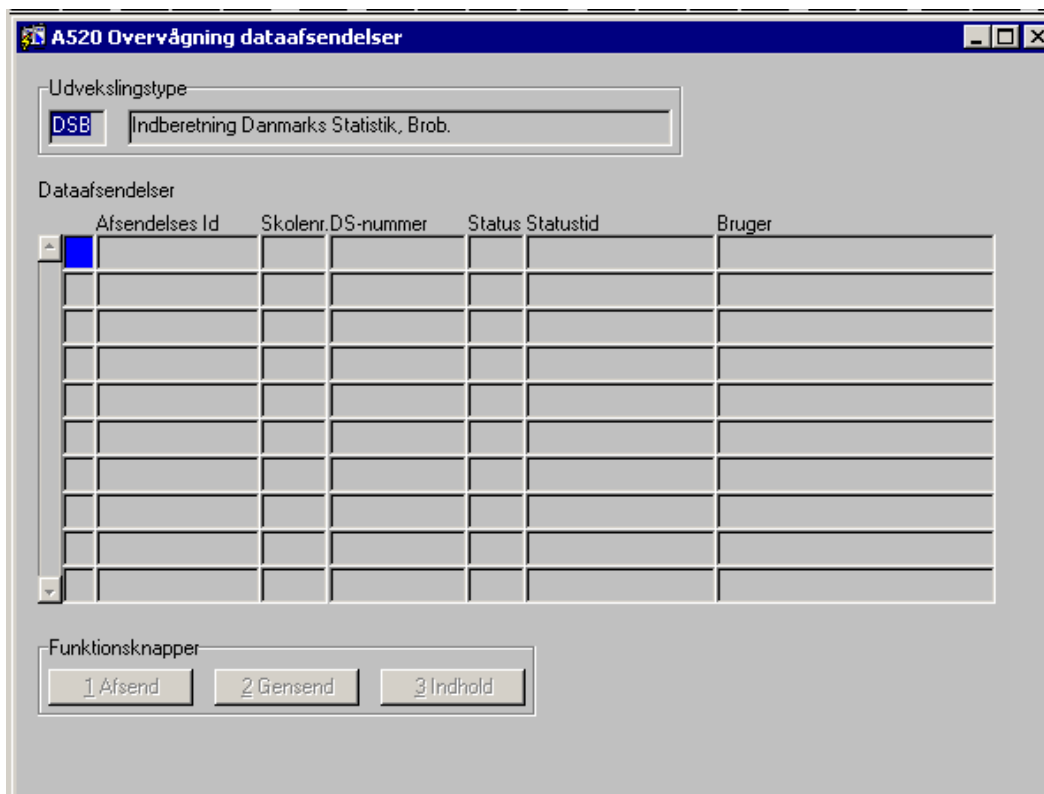 A520 Overvågning dataafsendelser
Udvekslingstype
DSB Indberetning Danmarks Statistik, Brob.
Dataafsendelser
Afsendelses Id Skolenr. DS-nummer Status Statustid Bruger
Funktionsknapper
1 Afsend 2 Gensend 3 Indhold